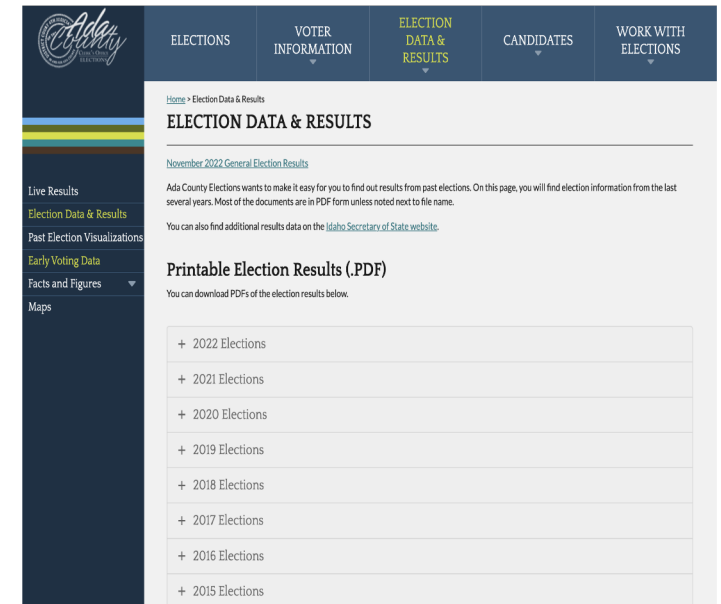 Ada
County
CLERK'S OFFICE
ELECTIONS
ELECTIONS
VOTER
INFORMATION
ELECTION
DATA &
RESULTS
CANDIDATES
WORK WITH
ELECTIONS
Live Results
Election Data & Results
Past Election Visualizations
Early Voting Data
Facts and Figures
Maps
Home > Election Data & Results
ELECTION DATA & RESULTS
November 2022 General Election Results
Ada County Elections wants to make it easy for you to find out results from past elections. On this page, you will find election information from the last
several years. Most of the documents are in PDF form unless noted next to file name.
You can also find additional results data on the Idaho Secretary of State website.
Printable Election Results (.PDF)
You can download PDFs of the election results below.
+ 2022 Elections
+ 2021 Elections
+ 2020 Elections
+ 2019 Elections
+ 2018 Elections
+ 2017 Elections
+ 2016 Elections
+ 2015 Elections